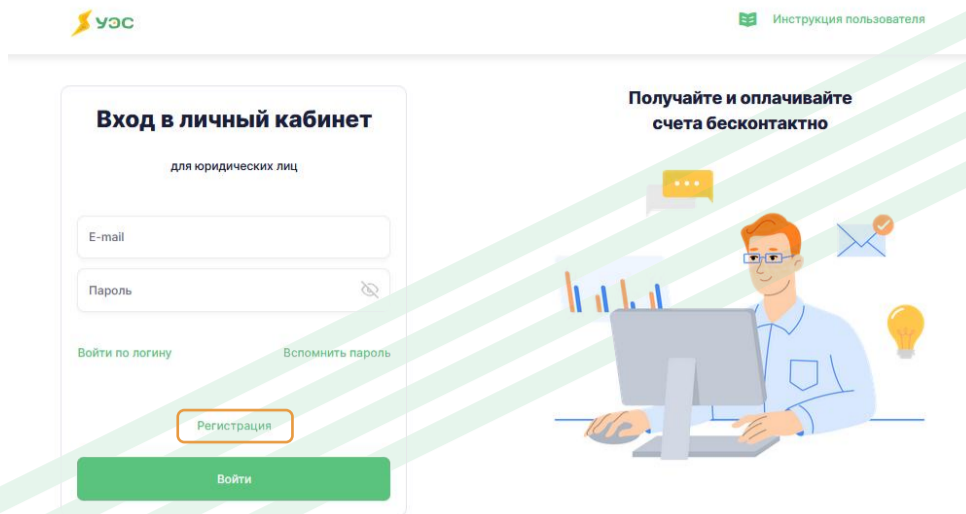 УЭС
Инструкция пользователя
Вход в личный кабинет
для юридических лиц
E-mail
Пароль
Войти по логину
Вспомнить пароль
Регистрация
Войти
Получайте и оплачивайте
счета бесконтактно